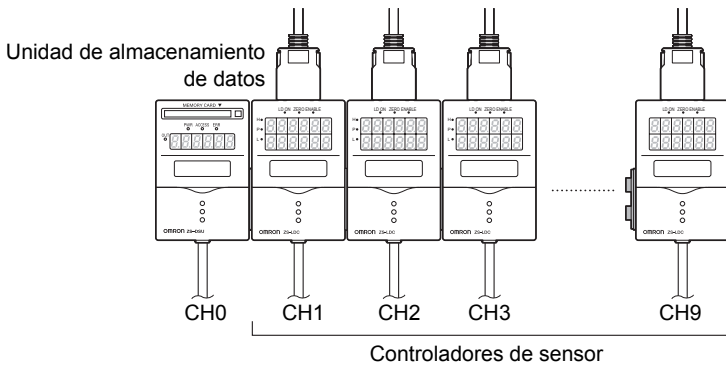 Unidad de almacenamiento
de datos
MEMORY CARD ▼
PWR ACCESS ERR
OUT
LD ON ZERO ENABLE
H
P
L
LD ON ZERO ENABLE
H
P
L
LD ON ZERO ENABLE
H
P
L
LD ON ZERO ENABLE
H
P
L
OMRON ZS-DSU
OMRON ZS-LDC
OMRON ZS-LDC
OMRON ZS-LDC
OMRON ZS-LDC
CH0 CH1 CH2 CH3 CH9
Controladores de sensor